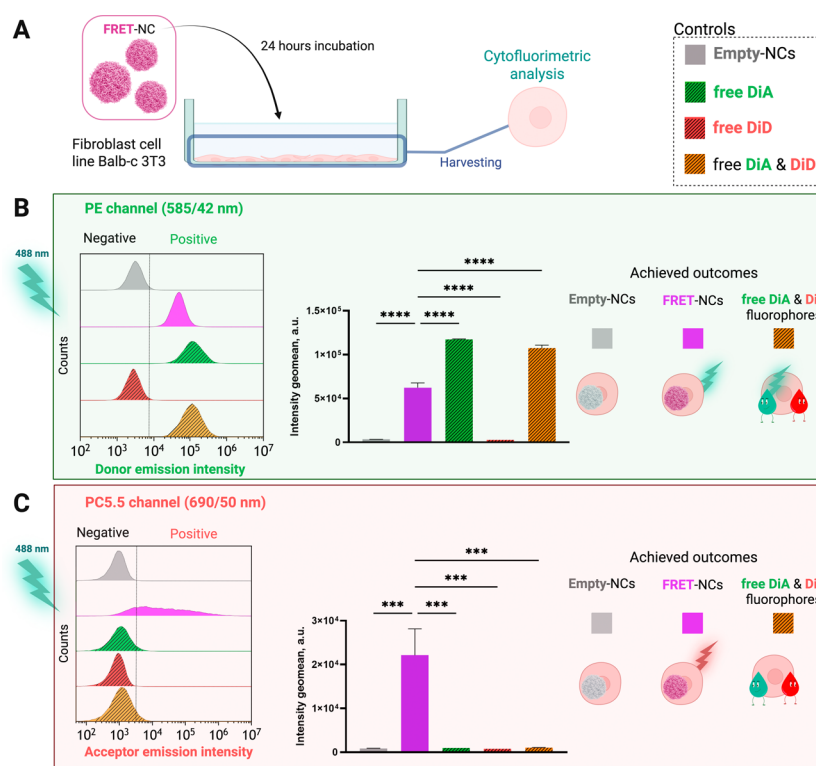 A
FRET-NC
24 hours incubation
Fibroblast cell
line Balb-c 3T3
Harvesting
Cytofluorimetric
analysis
Controls
Empty-NCs
free DiA
free DiD
free DiA & DiD
B
PE channel (585/42 nm)
488 nm
Negative
Positive
Counts
10² 10³ 10⁴ 10⁵ 10⁶ 10⁷
Donor emission intensity
Intensity geomean, a.u.
1.5×10⁵
1×10⁵
5×10⁴
0
****
****
**** ****
Achieved outcomes
Empty-NCs
FRET-NCs
free DiA & Di
fluorophores
C
PC5.5 channel (690/50 nm)
488 nm
Negative
Positive
Counts
10² 10³ 10⁴ 10⁵ 10⁶ 10⁷
Acceptor emission intensity
Intensity geomean, a.u.
3×10⁴
2×10⁴
1×10⁴
0
***
***
*** ***
Achieved outcomes
Empty-NCs
FRET-NCs
free DiA & Di
fluorophores